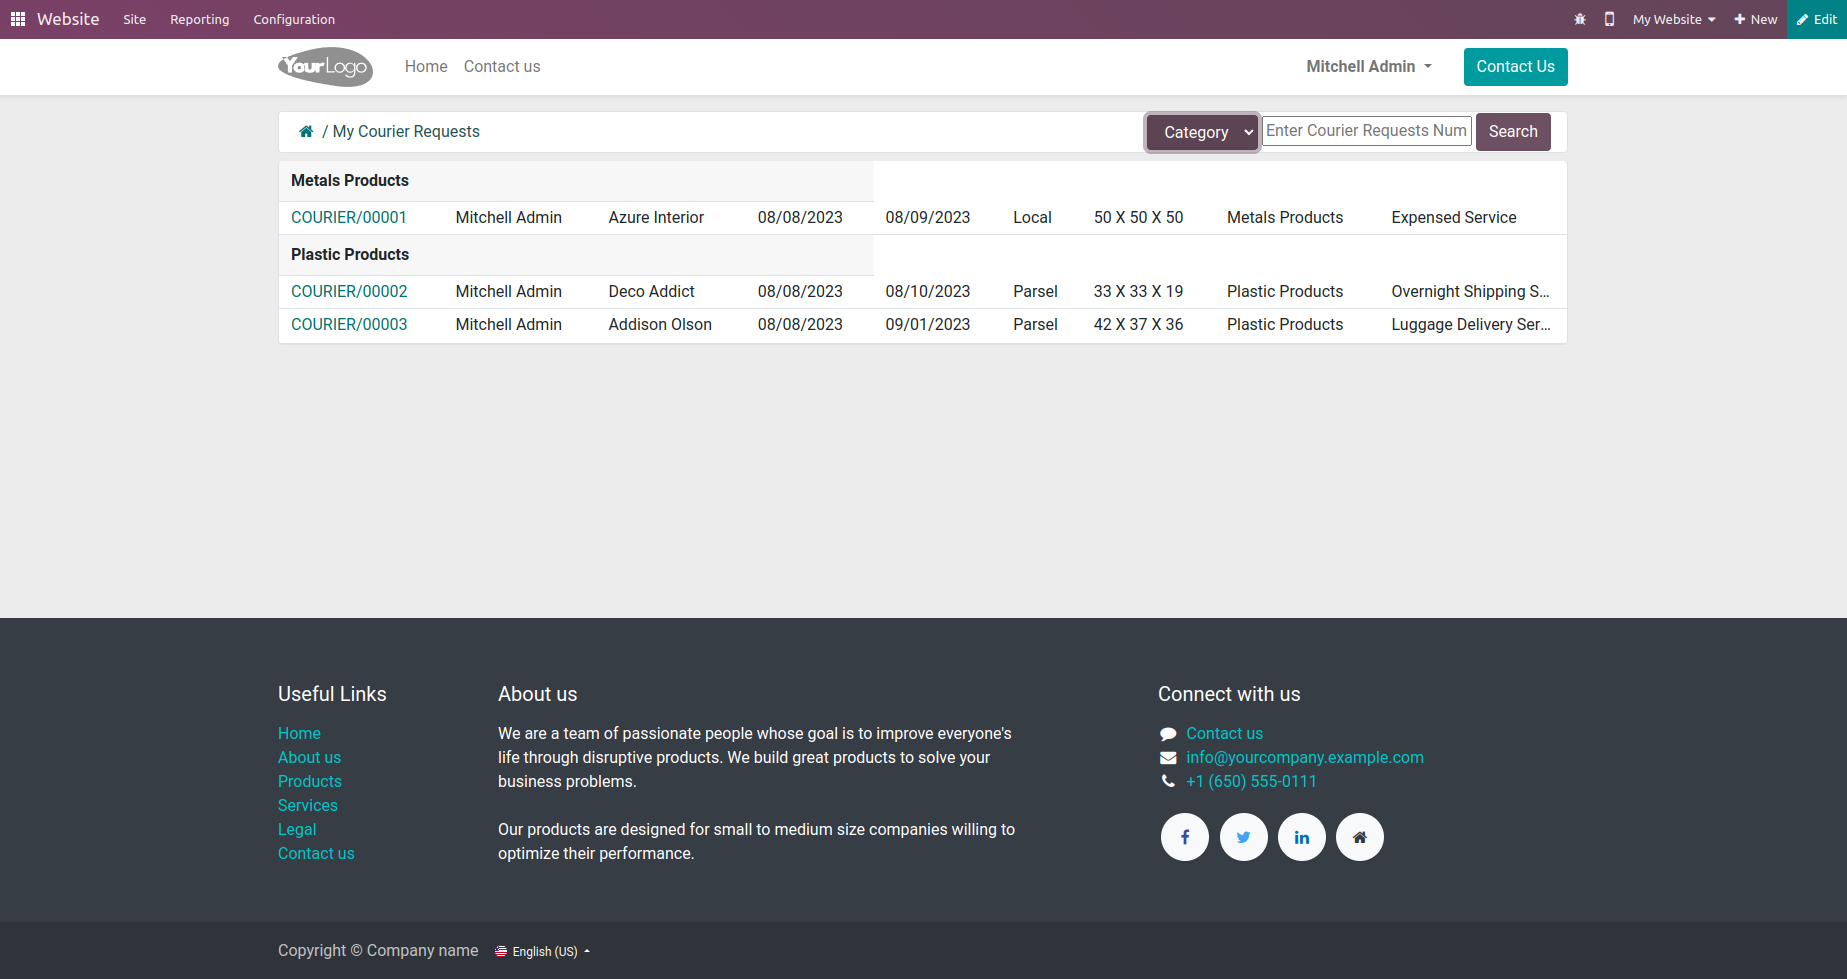 Website Site Reporting Configuration My Website New Edit
YourLogo Home Contact us Mitchell Admin Contact Us
/ My Courier Requests Category Enter Courier Requests Num Search
Metals Products
COURIER/00001 Mitchell Admin Azure Interior 08/08/2023 08/09/2023 Local 50 X 50 X 50 Metals Products Expensed Service
Plastic Products
COURIER/00002 Mitchell Admin Deco Addict 08/08/2023 08/10/2023 Parsel 33 X 33 X 19 Plastic Products Overnight Shipping S...
COURIER/00003 Mitchell Admin Addison Olson 08/08/2023 09/01/2023 Parsel 42 X 37 X 36 Plastic Products Luggage Delivery Ser...
Useful Links
Home
About us
Products
Services
Legal
Contact us
About us
We are a team of passionate people whose goal is to improve everyone's
life through disruptive products. We build great products to solve your
business problems.
Our products are designed for small to medium size companies willing to
optimize their performance.
Connect with us
Contact us
info@yourcompany.example.com
+1 (650) 555-0111
Copyright © Company name English (US)